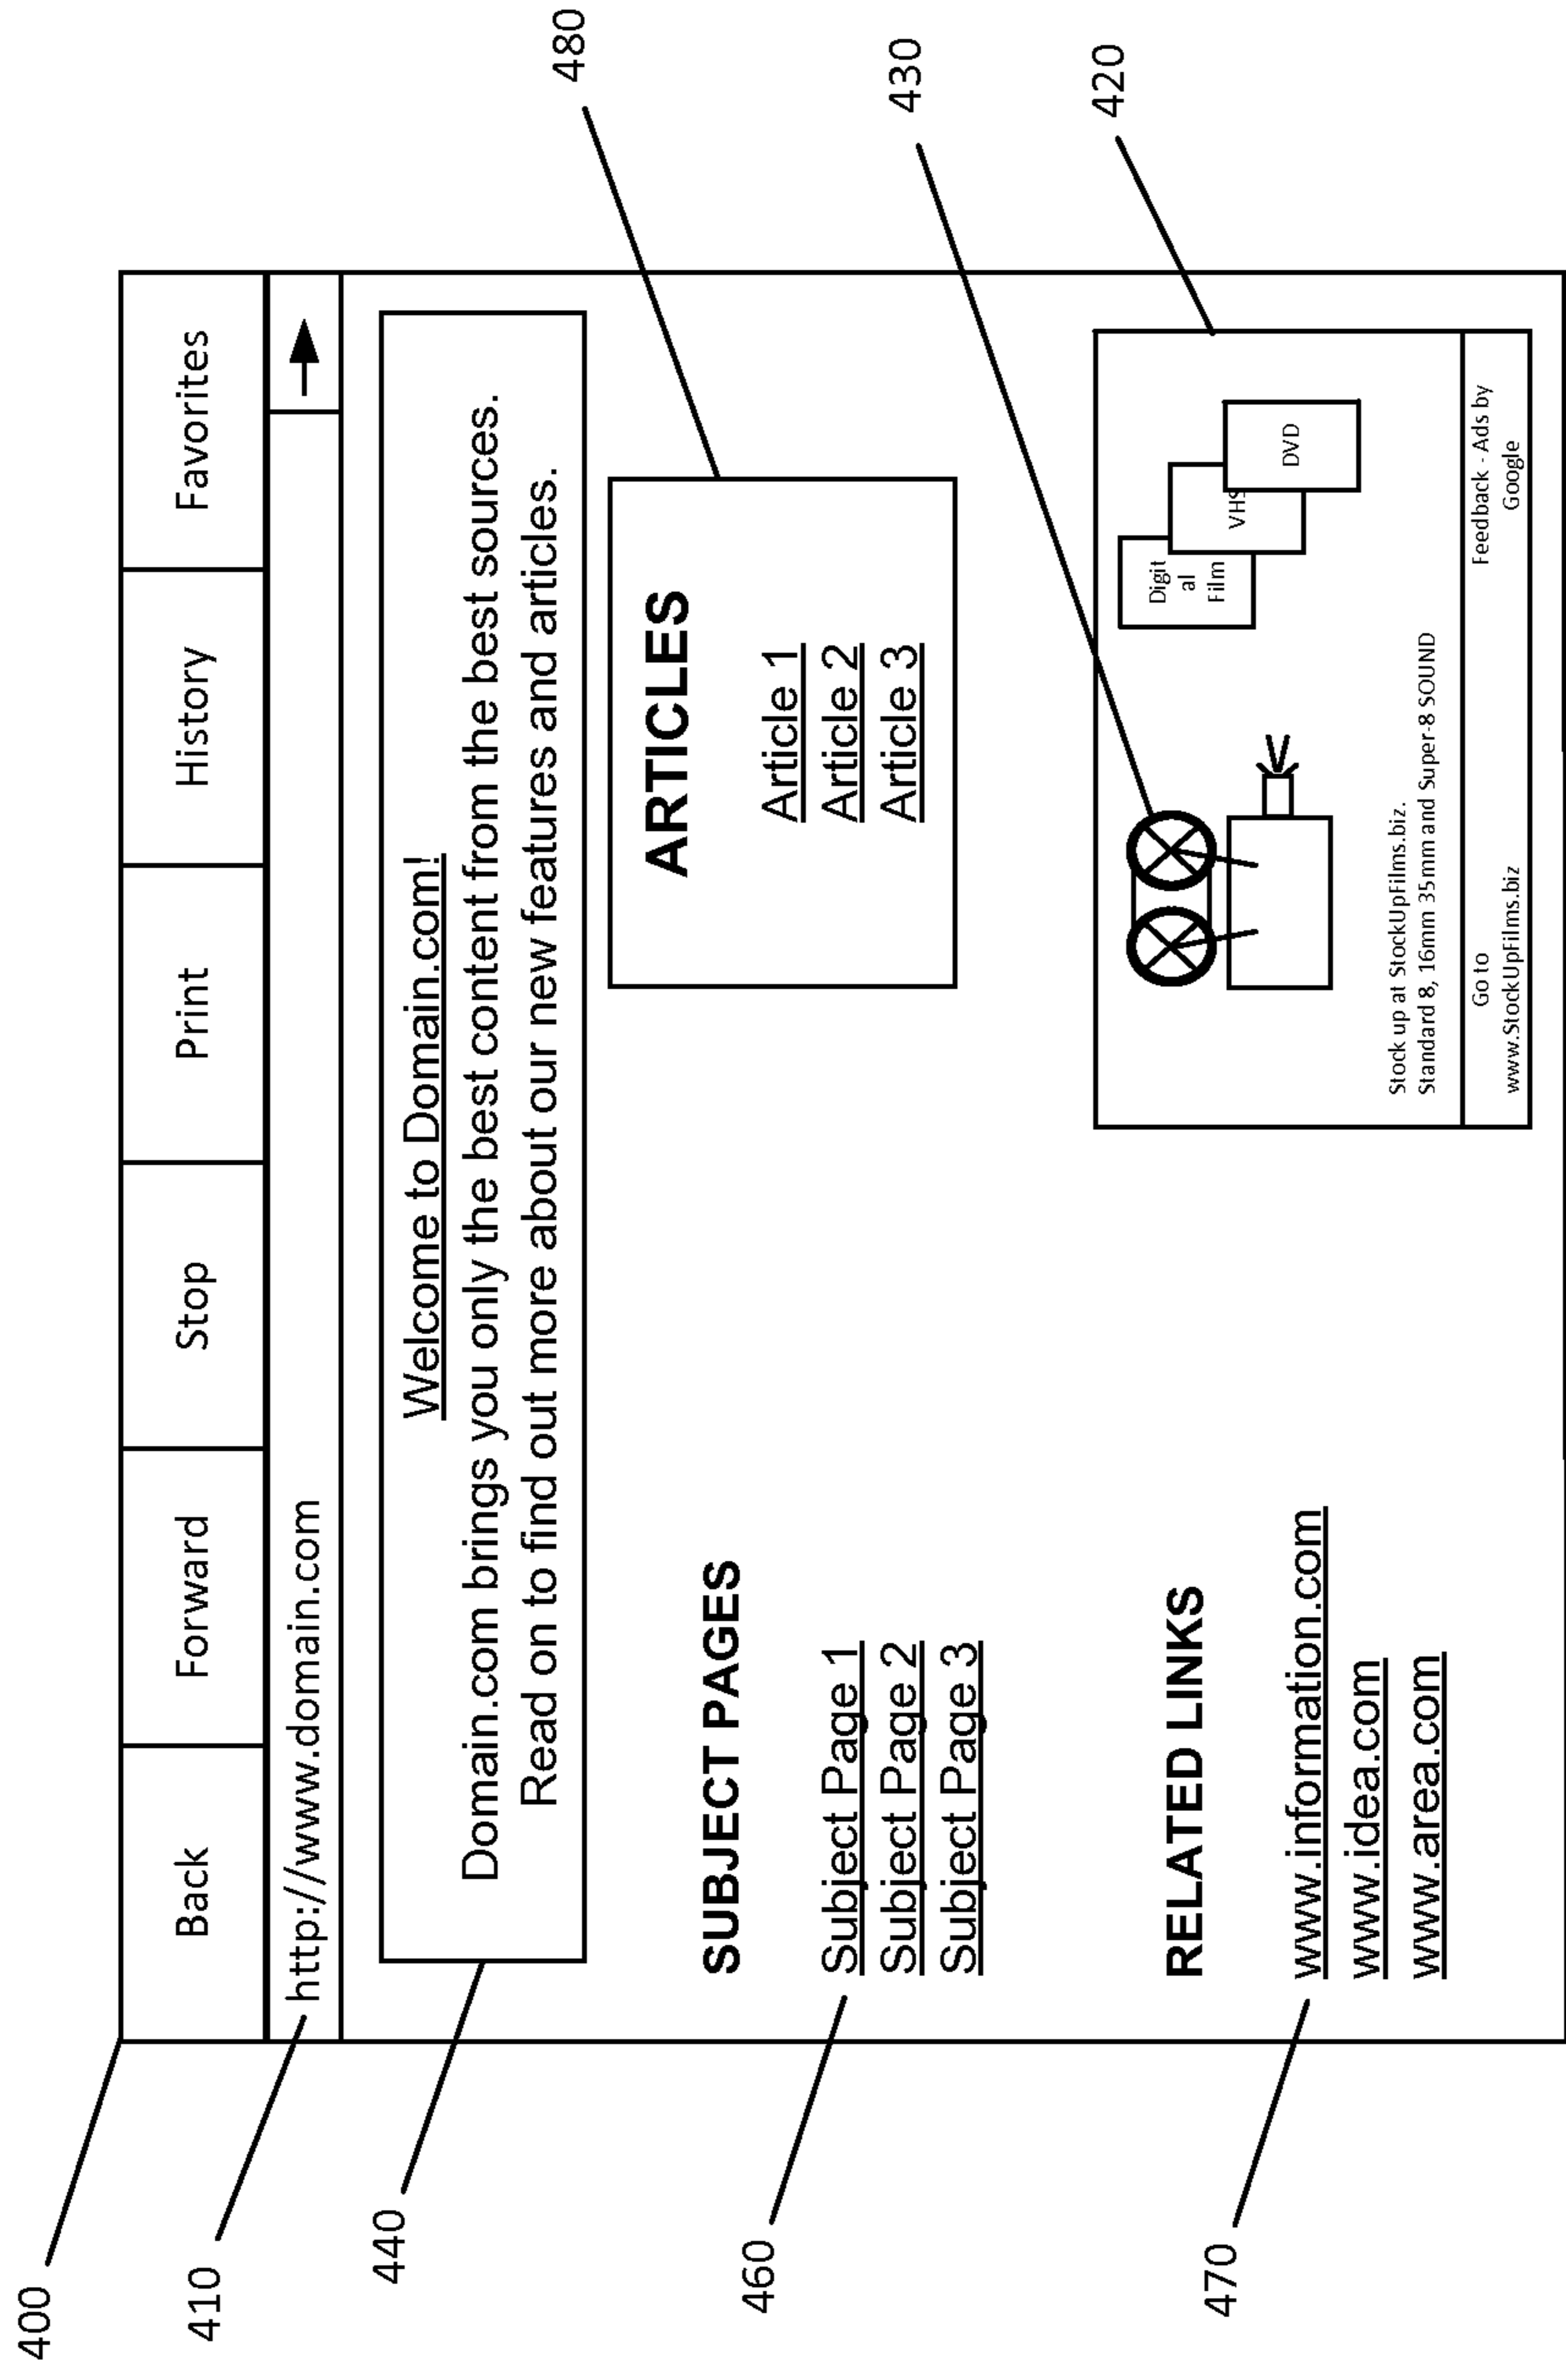 400
Back
Forward
Stop
Print
History
Favorites
410
http://www.domain.com
440
Welcome to Domain.com!
Domain.com brings you only the best content from the best sources.
Read on to find out more about our new features and articles.
480
SUBJECT PAGES
460
Subject Page 1
Subject Page 2
Subject Page 3
ARTICLES
Article 1
Article 2
Article 3
430
RELATED LINKS
470
www.information.com
www.idea.com
www.area.com
420
Digit
al
Film
VHS
DVD
Stock up at StockUpFilms.biz.
Standard 8, 16mm 35mm and Super-8 SOUND
Go to
www.StockUpFilms.biz
Feedback - Ads by
Google